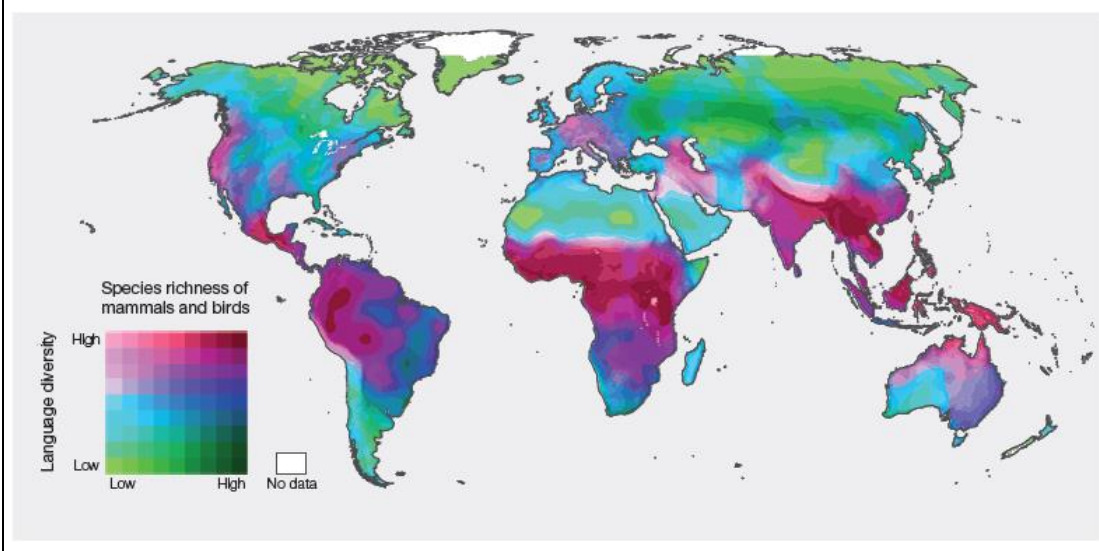 Species richness of
mammals and birds
Language diversity
High
Low
Low
High
No data